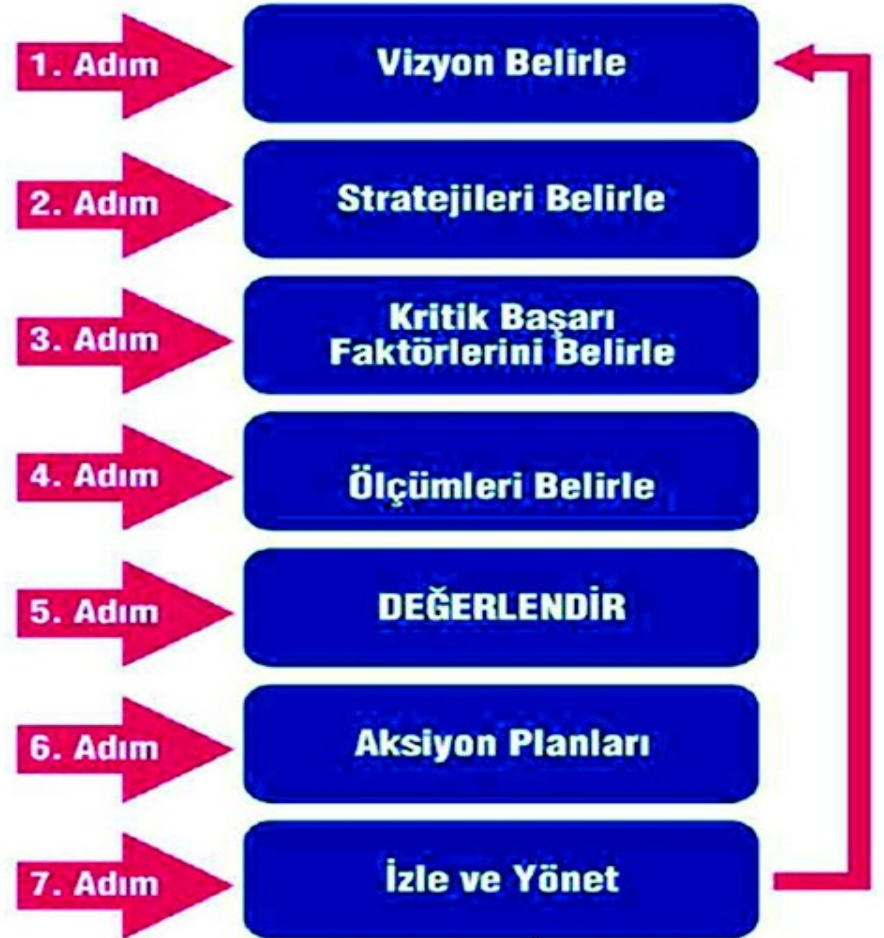 1. Adım
Vizyon Belirle
2. Adım
Stratejileri Belirle
3. Adım
Kritik Başarı
Faktörlerini Belirle
4. Adım
Ölçümleri Belirle
5. Adım
DEĞERLENDİR
6. Adım
Aksiyon Planları
7. Adım
İzle ve Yönet